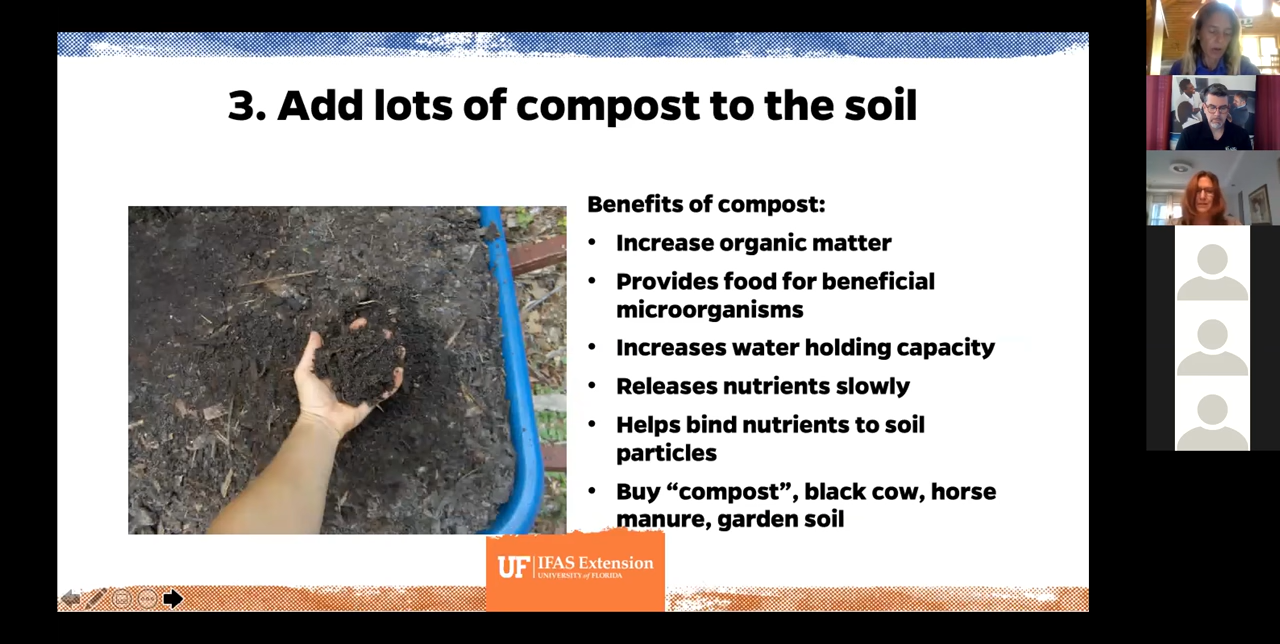 3. Add lots of compost to the soil
Benefits of compost:
• Increase organic matter
• Provides food for beneficial
microorganisms
• Increases water holding capacity
• Releases nutrients slowly
• Helps bind nutrients to soil
particles
• Buy “compost”, black cow, horse
manure, garden soil
UF | IFAS Extension
UNIVERSITY of FLORIDA